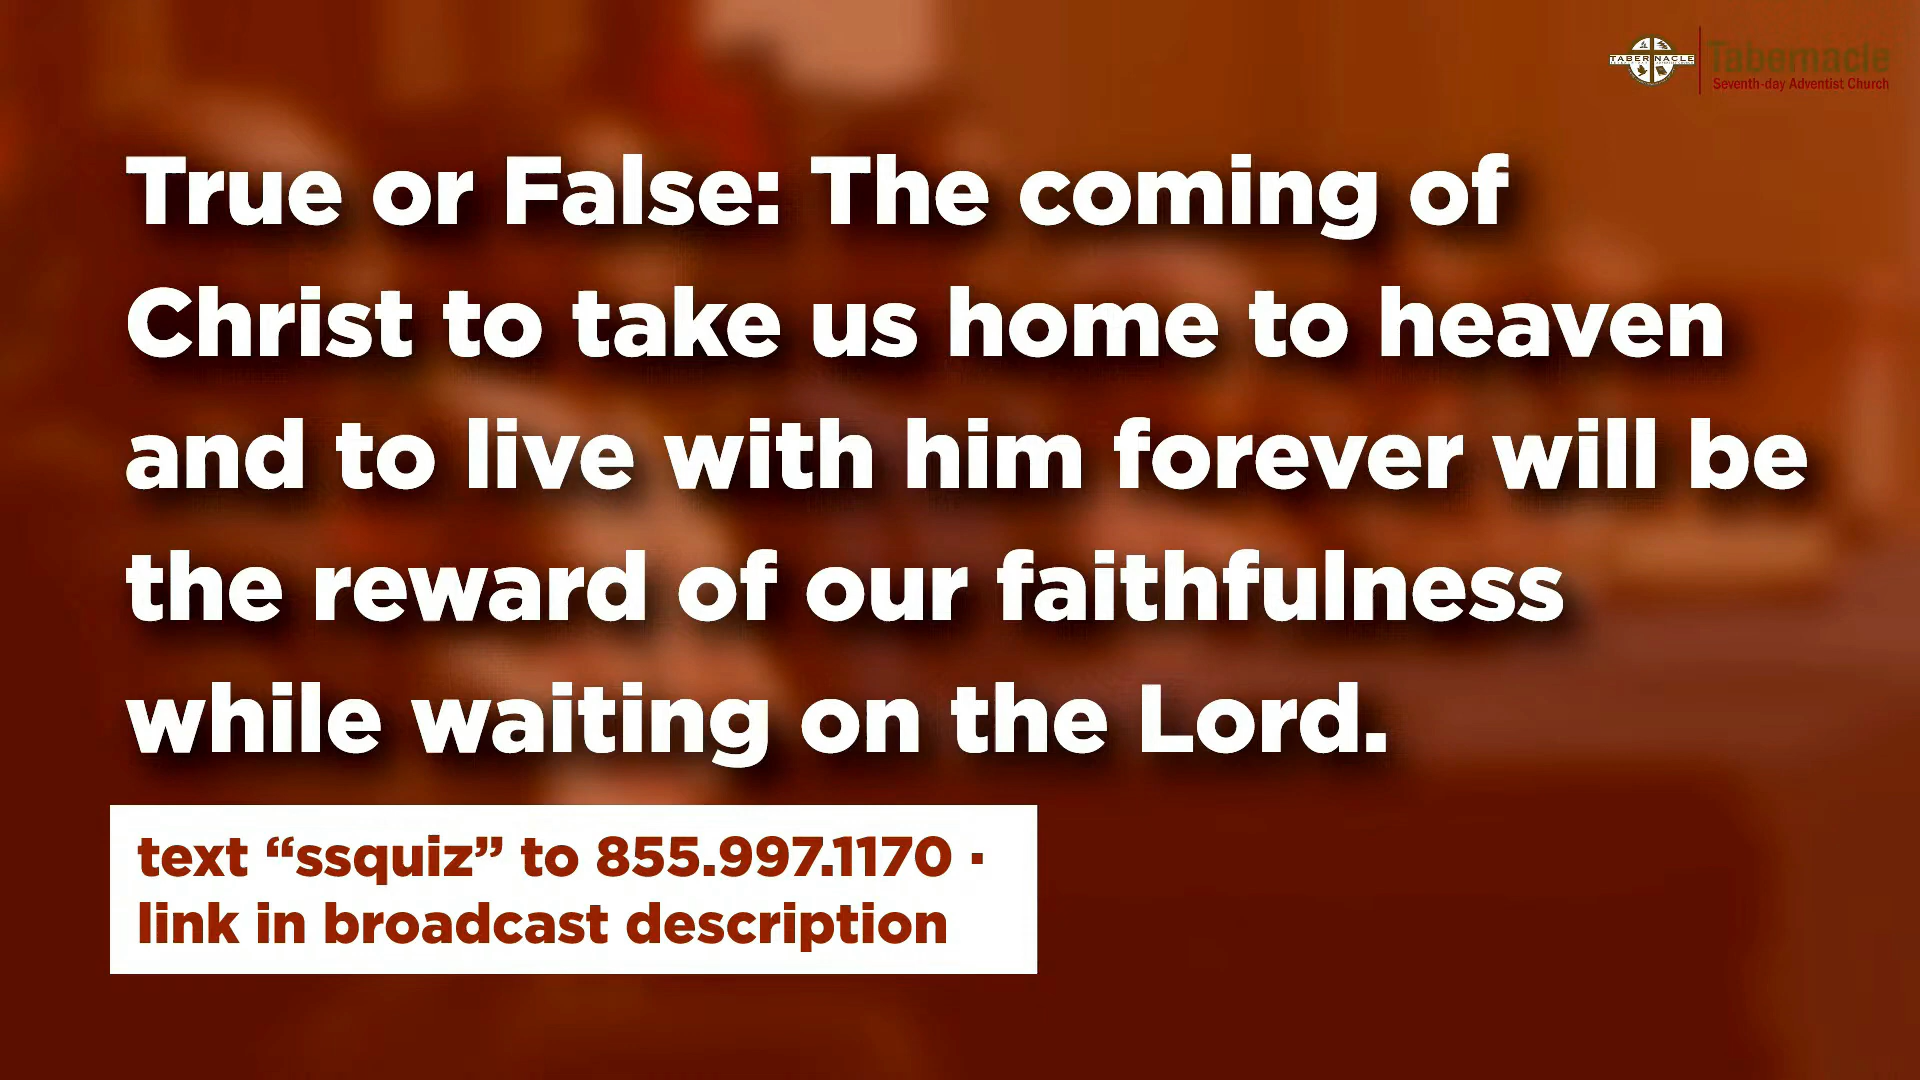 TABERNACLE
Tabernacle
Seventh-day Adventist Church
True or False: The coming of
Christ to take us home to heaven
and to live with him forever will be
the reward of our faithfulness
while waiting on the Lord.
text “ssquiz” to 855.997.1170 ·
link in broadcast description